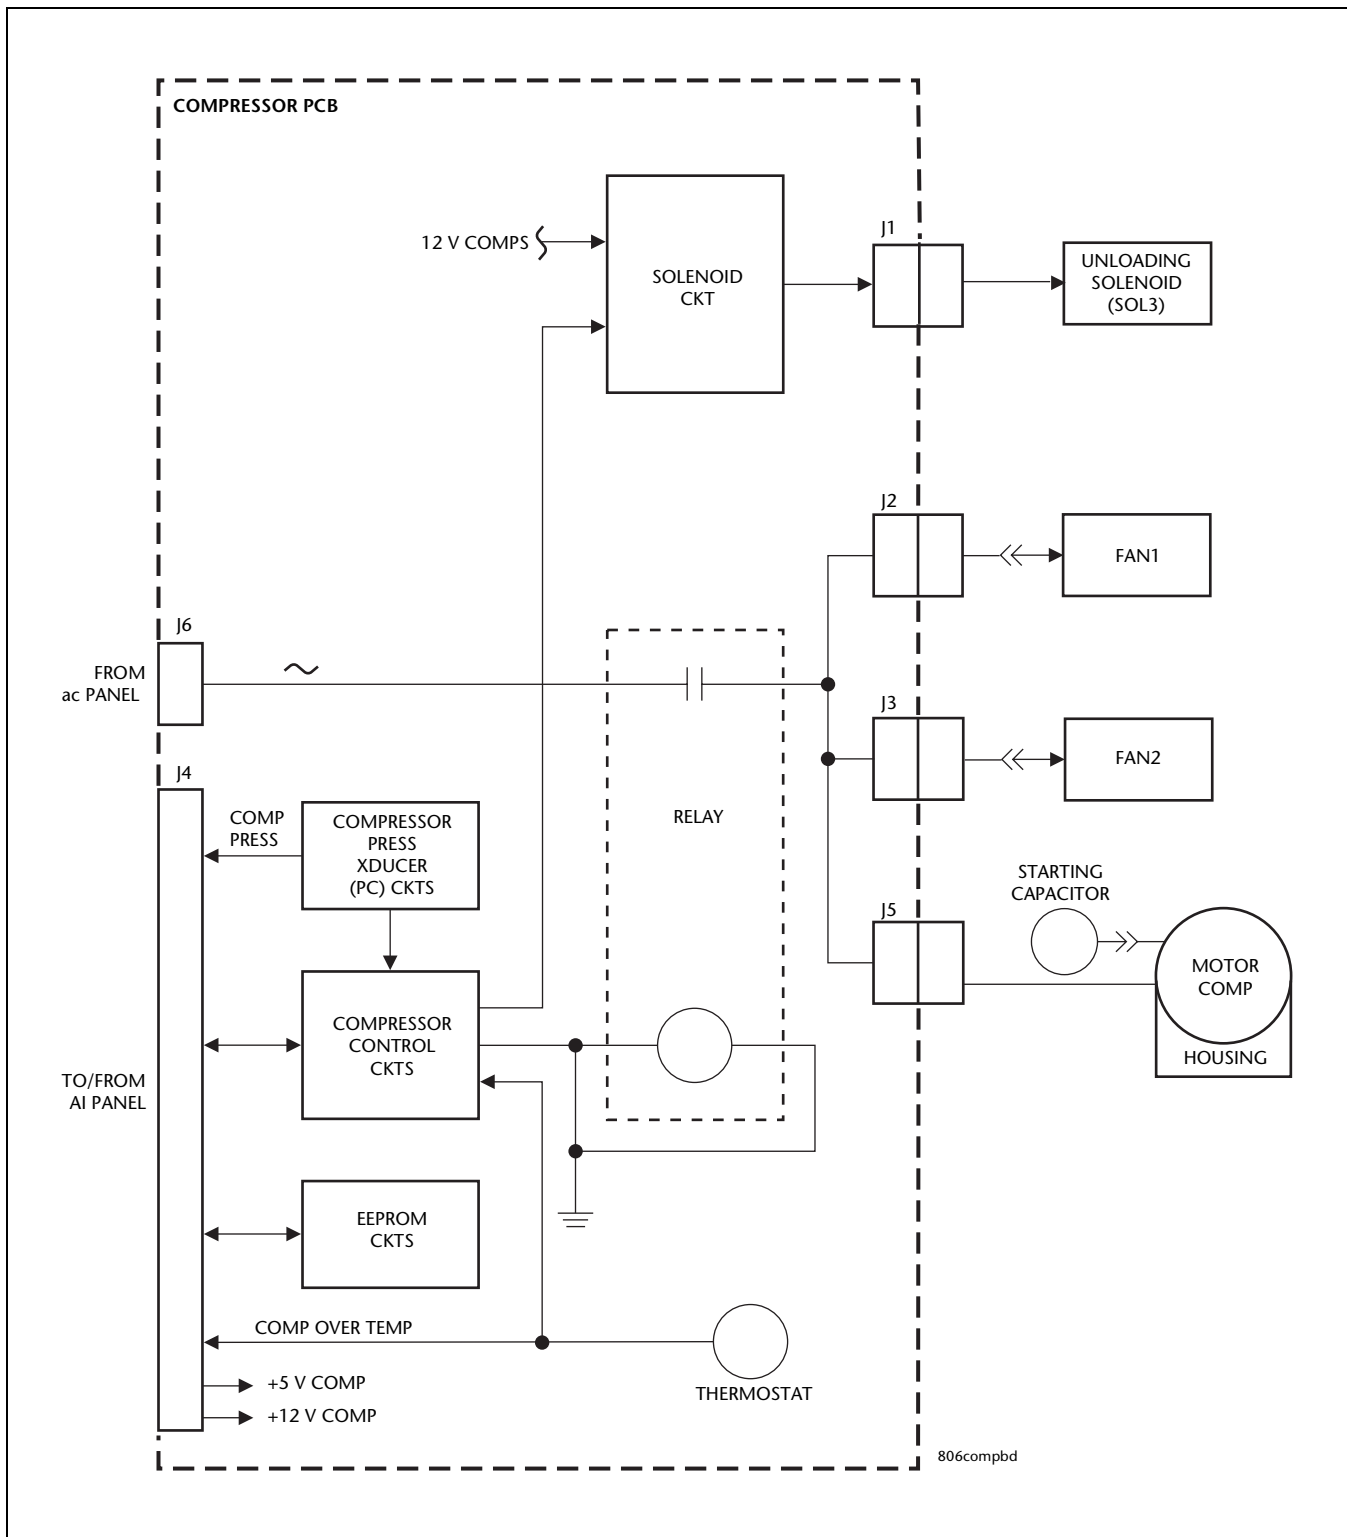 COMPRESSOR PCB
12 V COMPS
SOLENOID
CKT
J1
UNLOADING
SOLENOID
(SOL3)
J2
FAN1
J6
FROM
ac PANEL
J3
FAN2
RELAY
J4
COMP
PRESS
COMPRESSOR
PRESS
XDUCER
(PC) CKTS
STARTING
CAPACITOR
J5
MOTOR
COMP
HOUSING
COMPRESSOR
CONTROL
CKTS
TO/FROM
AI PANEL
EEPROM
CKTS
COMP OVER TEMP
THERMOSTAT
+5 V COMP
+12 V COMP
806compbd